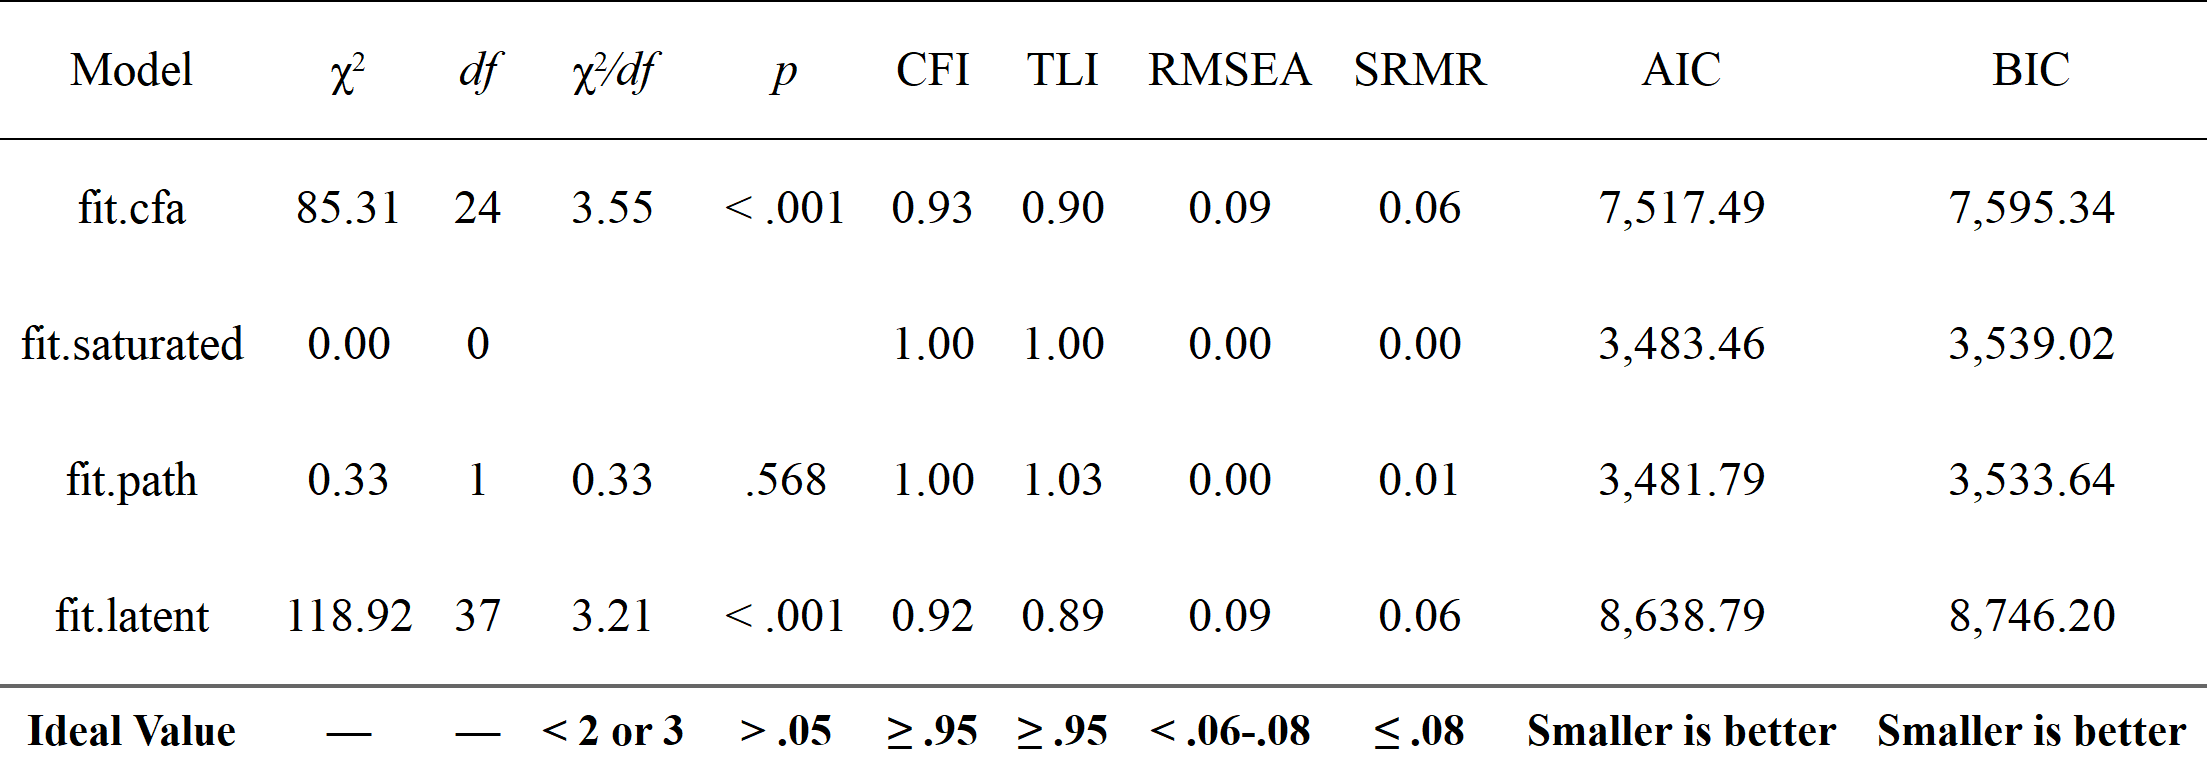 Model χ² df χ²/df p CFI TLI RMSEA SRMR AIC BIC
fit.cfa 85.31 24 3.55 < .001 0.93 0.90 0.09 0.06 7,517.49 7,595.34
fit.saturated 0.00 0 1.00 1.00 0.00 0.00 3,483.46 3,539.02
fit.path 0.33 1 0.33 .568 1.00 1.03 0.00 0.01 3,481.79 3,533.64
fit.latent 118.92 37 3.21 < .001 0.92 0.89 0.09 0.06 8,638.79 8,746.20
Ideal Value — — < 2 or 3 > .05 ≥ .95 ≥ .95 < .06-.08 ≤ .08 Smaller is better Smaller is better